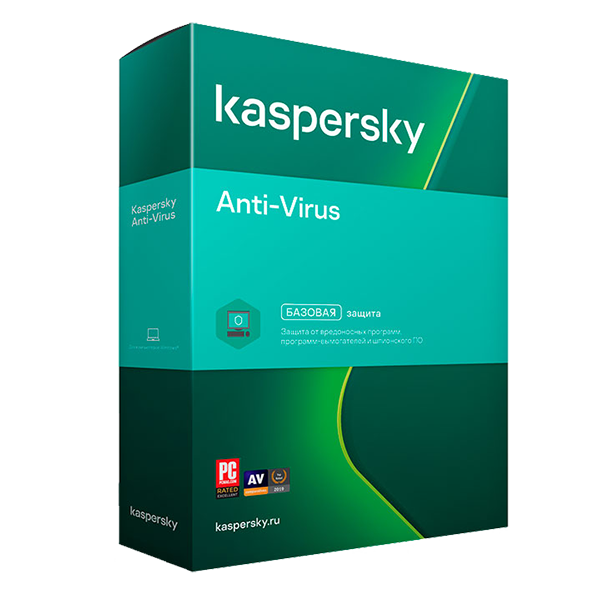 kaspersky
Anti-Virus
БАЗОВАЯ защита
Защита от вредоносных программ,
программ-вымогателей и шпионского ПО
PC
RATED
EXCELLENT
AV
2019
kaspersky.ru
Kaspersky
Anti-Virus
kaspersky